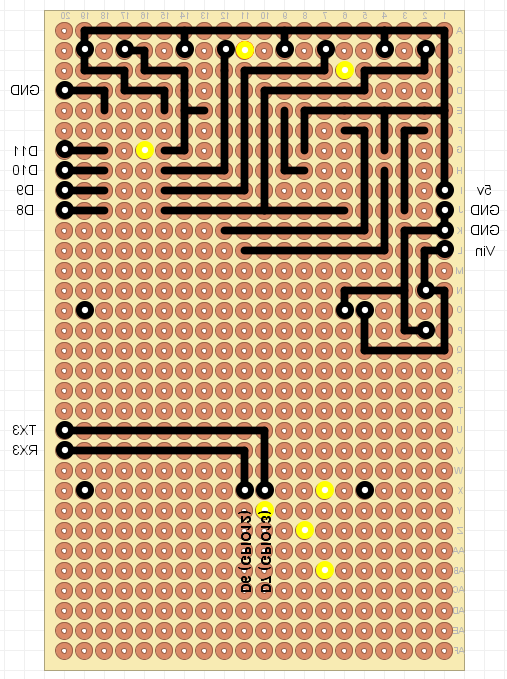 20 19 18 17 16 15 14 13 12 11 10 9 8 7 6 5 4 3 2 1
A
B
C
D
GND
E
F
D11
G
D10
H
D9
I
5v
D8
J
GND
K
GND
L
Vin
M
N
O
P
Q
R
S
T
TX3
U
RX3
V
W
X
Y
D6 (GPIO12)
D7 (GPIO13)
Z
AA
AB
AC
AD
AE
AF